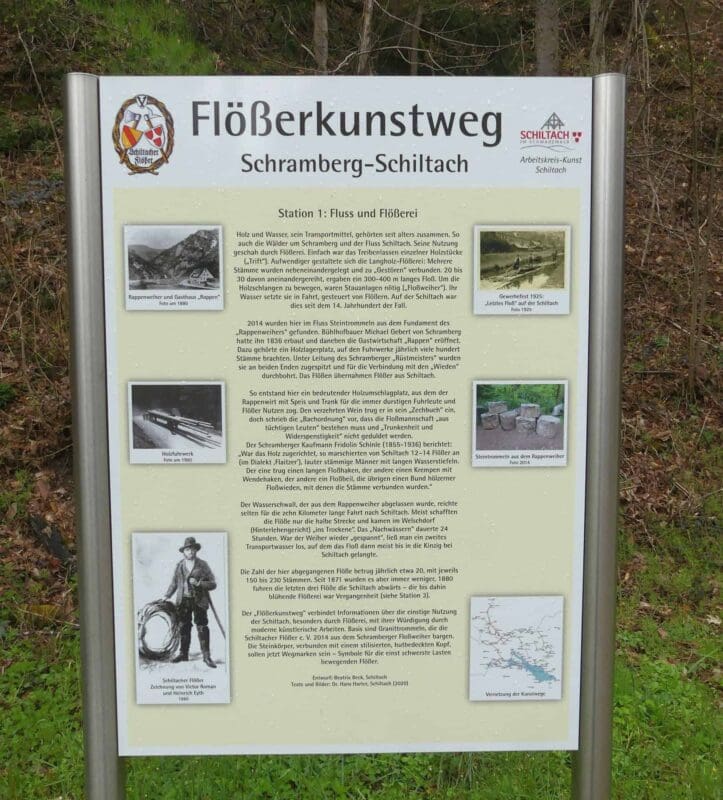 Flößerkunstweg
Schramberg-Schiltach
Schiltacher
Flößer
SCHILTACH
IM SCHWARZWALD
Arbeitskreis-Kunst
Schiltach
Station 1: Fluss und Flößerei
Holz und Wasser, sein Transportmittel, gehörten seit alters zusammen. So
auch die Wälder um Schramberg und der Fluss Schiltach. Seine Nutzung
geschah durch Flößerei. Einfach war das Treibenlassen einzelner Holzstücke
(„Trift"). Aufwendiger gestaltete sich die Langholz-Flößerei: Mehrere
Stämme wurden nebeneinandergelegt und zu „Gestören" verbunden. 20 bis
30 davon aneinandergereiht, ergaben ein 300-400 m langes Floß. Um die
Holzschlangen zu bewegen, waren Stauanlagen nötig („Floßweiher"). Ihr
Wasser setzte sie in Fahrt, gesteuert von Flößern. Auf der Schiltach war
dies seit dem 14. Jahrhundert der Fall.
2014 wurden hier im Fluss Steintrommeln aus dem Fundament des
„Rappenweihers" gefunden. Bühlhofbauer Michael Gebert von Schramberg
hatte ihn 1836 erbaut und daneben die Gastwirtschaft „Rappen" eröffnet.
Dazu gehörte ein Holzlagerplatz, auf den Fuhrwerke jährlich viele hundert
Stämme brachten. Unter Leitung des Schramberger „Rüstmeisters" wurden
sie an beiden Enden zugespitzt und für die Verbindung mit den „Wieden"
durchbohrt. Das Flößen übernahmen Flößer aus Schiltach.
So entstand hier ein bedeutender Holzumschlagplatz, aus dem der
Rappenwirt mit Speis und Trank für die immer durstigen Fuhrleute und
Flößer Nutzen zog. Den verzehrten Wein trug er in sein „Zechbuch" ein,
doch schrieb die „Bachordnung" vor, dass die Floßmannschaft „aus
tüchtigen Leuten" bestehen muss und „Trunkenheit und
Widerspenstigkeit" nicht geduldet werden.
Der Schramberger Kaufmann Fridolin Schinle (1855-1936) berichtet:
„War das Holz zugerichtet, so marschierten von Schiltach 12-14 Flößer an
(im Dialekt ‚Flaitzer'), lauter stämmige Männer mit langen Wasserstiefeln.
Der eine trug einen langen Floßhaken, der andere einen Krempen mit
Wendehaken, der andere ein Floßbeil, die übrigen einen Bund hölzerner
Floßwieden, mit denen die Stämme verbunden wurden."
Der Wasserschwall, der aus dem Rappenweiher abgelassen wurde, reichte
selten für die zehn Kilometer lange Fahrt nach Schiltach. Meist schafften
die Flöße nur die halbe Strecke und kamen im Welschdorf
(Hinterlehengericht) „ins Trockene". Das „Nachwässern" dauerte 24
Stunden. War der Weiher wieder „gespannt", ließ man ein zweites
Transportwasser los, auf dem das Floß dann meist bis in die Kinzig bei
Schiltach gelangte.
Die Zahl der hier abgegangenen Flöße betrug jährlich etwa 20, mit jeweils
150 bis 230 Stämmen. Seit 1871 wurden es aber immer weniger, 1880
fuhren die letzten drei Flöße die Schiltach abwärts - die bis dahin
blühende Flößerei war Vergangenheit (siehe Station 3).
Der „Flößerkunstweg" verbindet Informationen über die einstige Nutzung
der Schiltach, besonders durch Flößerei, mit ihrer Würdigung durch
moderne künstlerische Arbeiten. Basis sind Granittrommeln, die die
Schiltacher Flößer e. V. 2014 aus dem Schramberger Floßweiher bargen.
Die Steinkörper, verbunden mit einem stilisierten, hutbedeckten Kopf,
sollen jetzt Wegmarken sein - Symbole für die einst schwerste Lasten
bewegenden Flößer.
Entwurf: Beatrix Beck, Schiltach
Texte und Bilder: Dr. Hans Harter, Schiltach (2020)
Rappenweiher und Gasthaus „Rappen"
Foto um 1880
Holzfuhrwerk
Foto um 1900
Schiltacher Flößer
Zeichnung von Victor Roman
und Heinrich Eyth
1880
Gewerbefest 1925:
„Letztes Floß" auf der Schiltach
Foto 1925
Steintrommeln aus dem Rappenweiher
Foto 2014
Vernetzung der Kunstwege